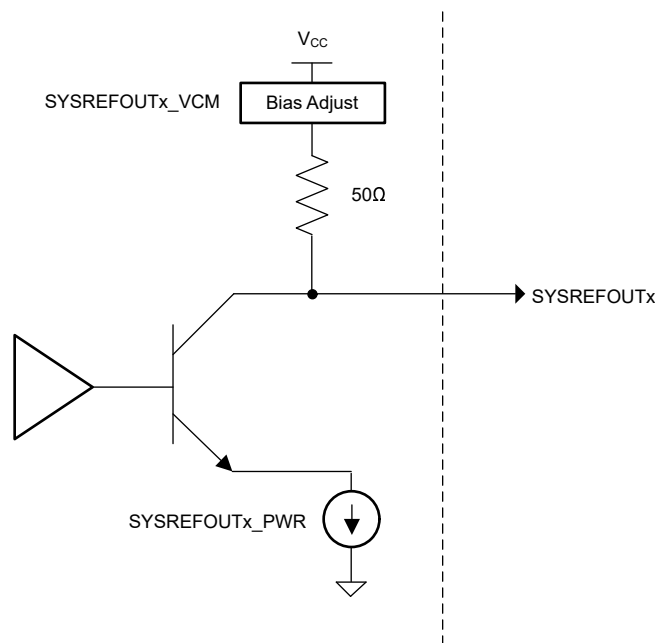 VCC
SYSREFOUTx_VCM
Bias Adjust
50Ω
SYSREFOUTx
SYSREFOUTx_PWR